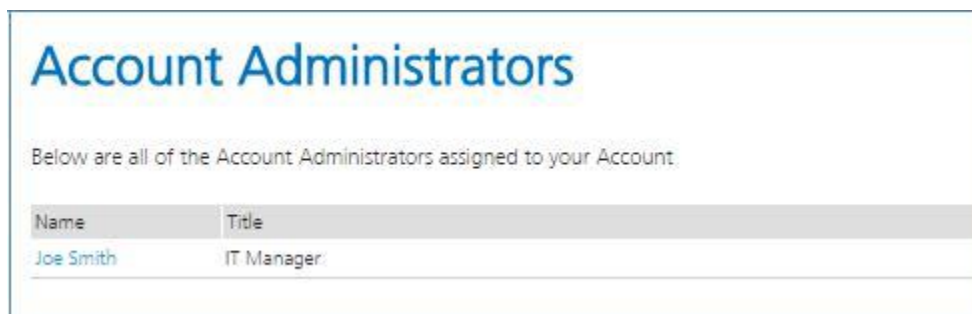 Account Administrators
Below are all of the Account Administrators assigned to your Account
Name Title
Joe Smith IT Manager